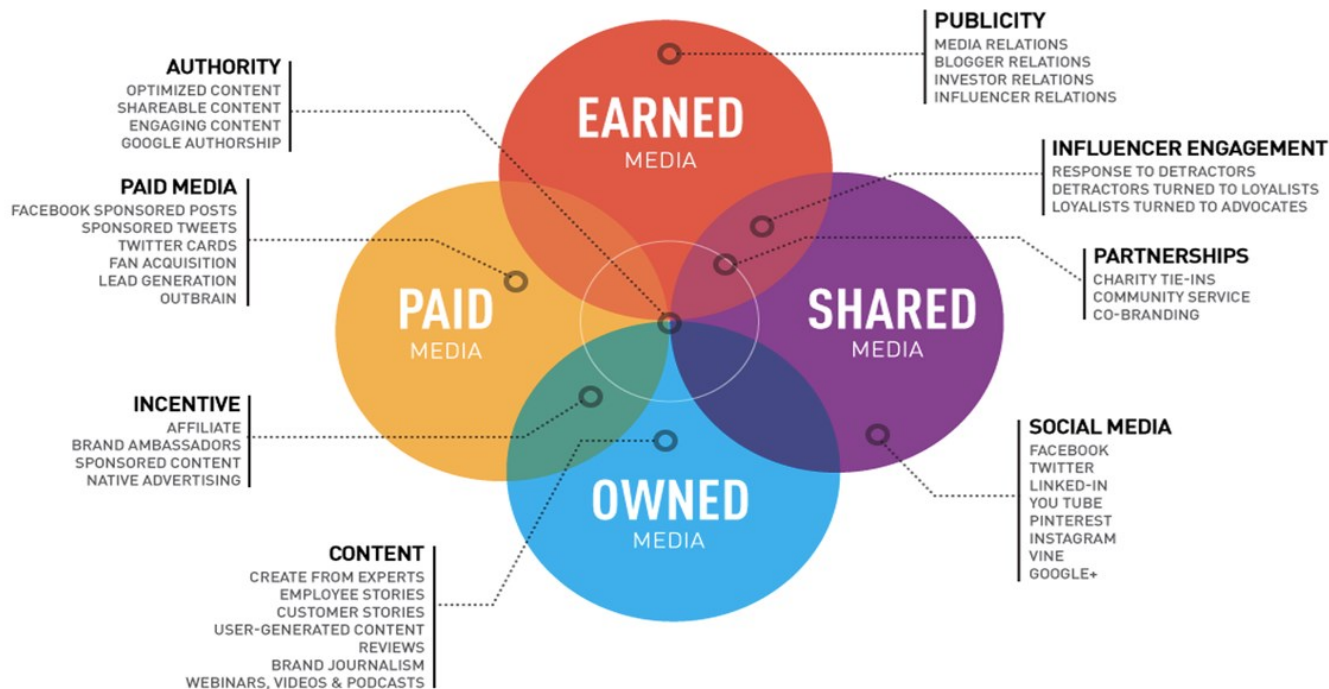 AUTHORITY
OPTIMIZED CONTENT
SHAREABLE CONTENT
ENGAGING CONTENT
GOOGLE AUTHORSHIP
PAID MEDIA
FACEBOOK SPONSORED POSTS
SPONSORED TWEETS
TWITTER CARDS
FAN ACQUISITION
LEAD GENERATION
OUTBRAIN
INCENTIVE
AFFILIATE
BRAND AMBASSADORS
SPONSORED CONTENT
NATIVE ADVERTISING
CONTENT
CREATE FROM EXPERTS
EMPLOYEE STORIES
CUSTOMER STORIES
USER-GENERATED CONTENT
REVIEWS
BRAND JOURNALISM
WEBINARS, VIDEOS & PODCASTS
EARNED
MEDIA
PAID
MEDIA
SHARED
MEDIA
OWNED
MEDIA
PUBLICITY
MEDIA RELATIONS
BLOGGER RELATIONS
INVESTOR RELATIONS
INFLUENCER RELATIONS
INFLUENCER ENGAGEMENT
RESPONSE TO DETRACTORS
DETRACTORS TURNED TO LOYALISTS
LOYALISTS TURNED TO ADVOCATES
PARTNERSHIPS
CHARITY TIE-INS
COMMUNITY SERVICE
CO-BRANDING
SOCIAL MEDIA
FACEBOOK
TWITTER
LINKED-IN
YOU TUBE
PINTEREST
INSTAGRAM
VINE
GOOGLE+